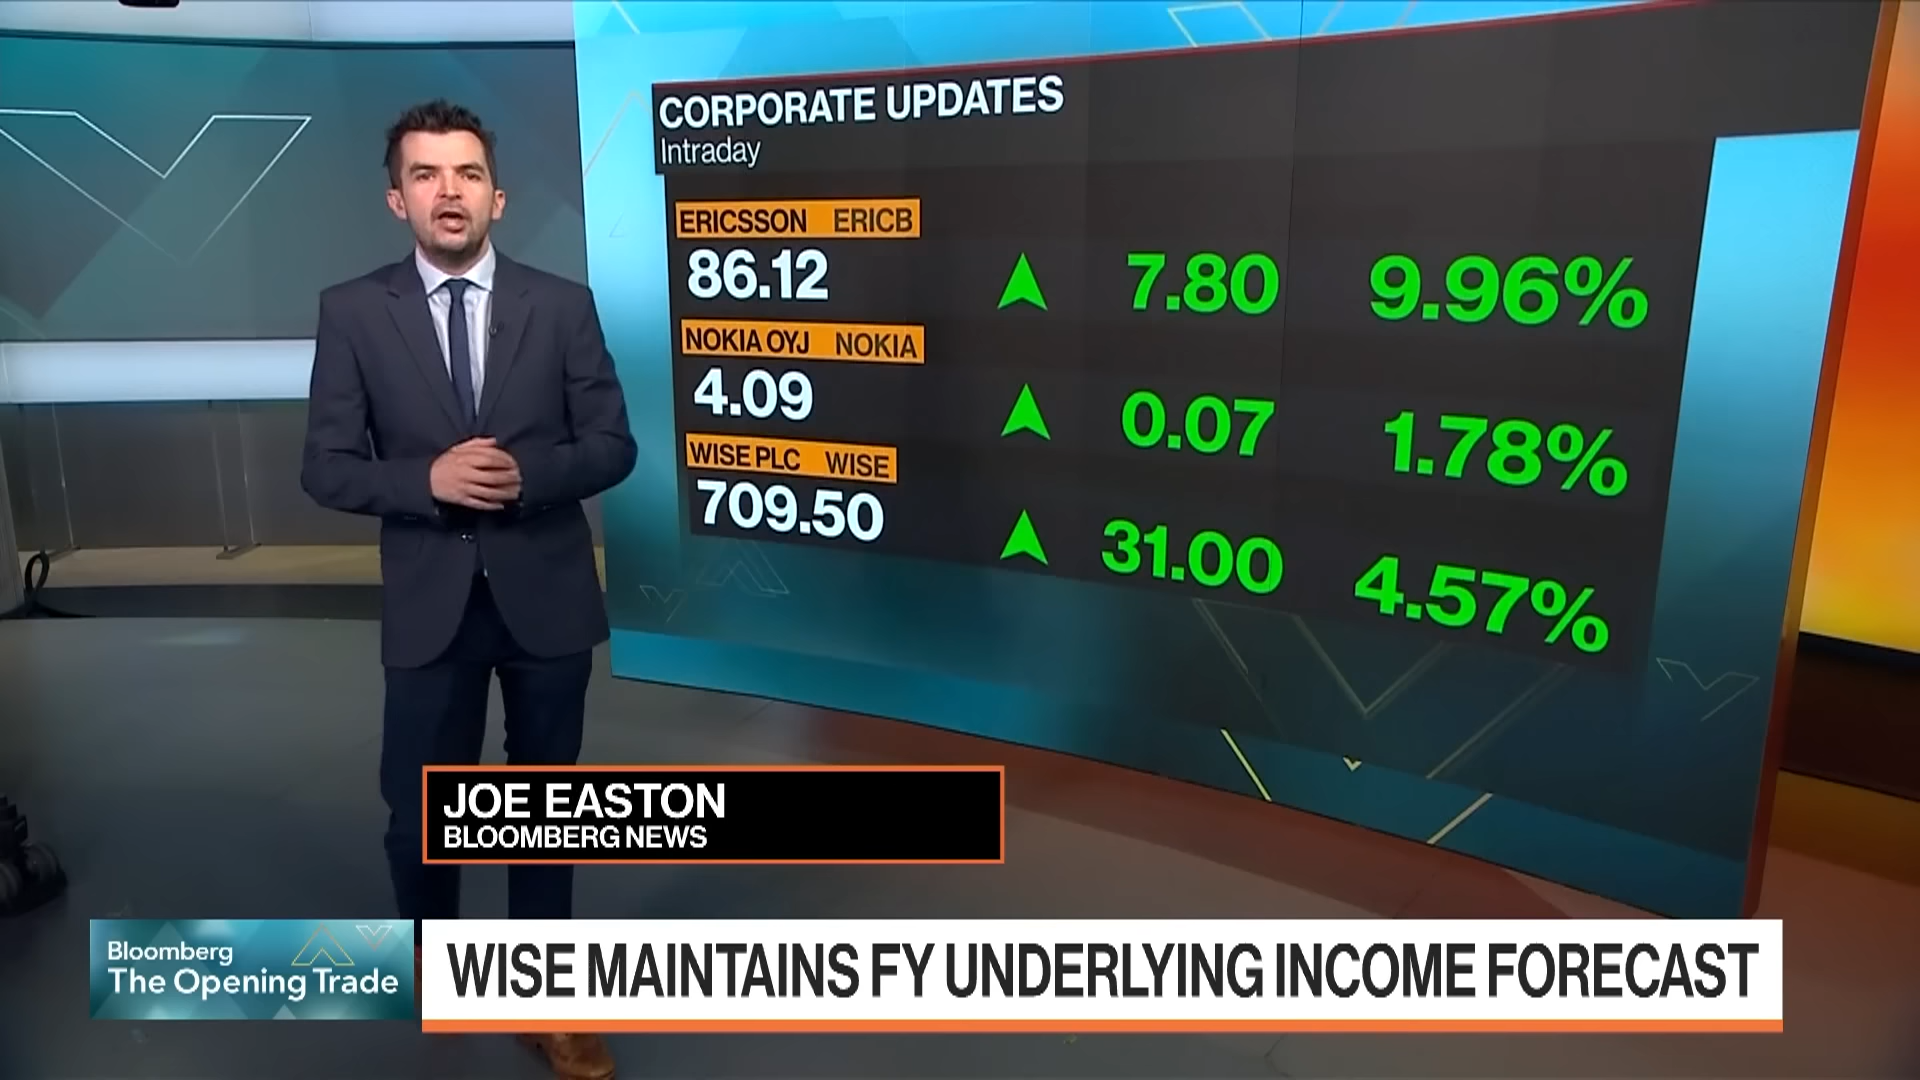 CORPORATE UPDATES
Intraday
ERICSSON ERICB
86.12 7.80 9.96%
NOKIA OYJ NOKIA
4.09 0.07 1.78%
WISE PLC WISE
709.50 31.00 4.57%
JOE EASTON
BLOOMBERG NEWS
Bloomberg
The Opening Trade
WISE MAINTAINS FY UNDERLYING INCOME FORECAST